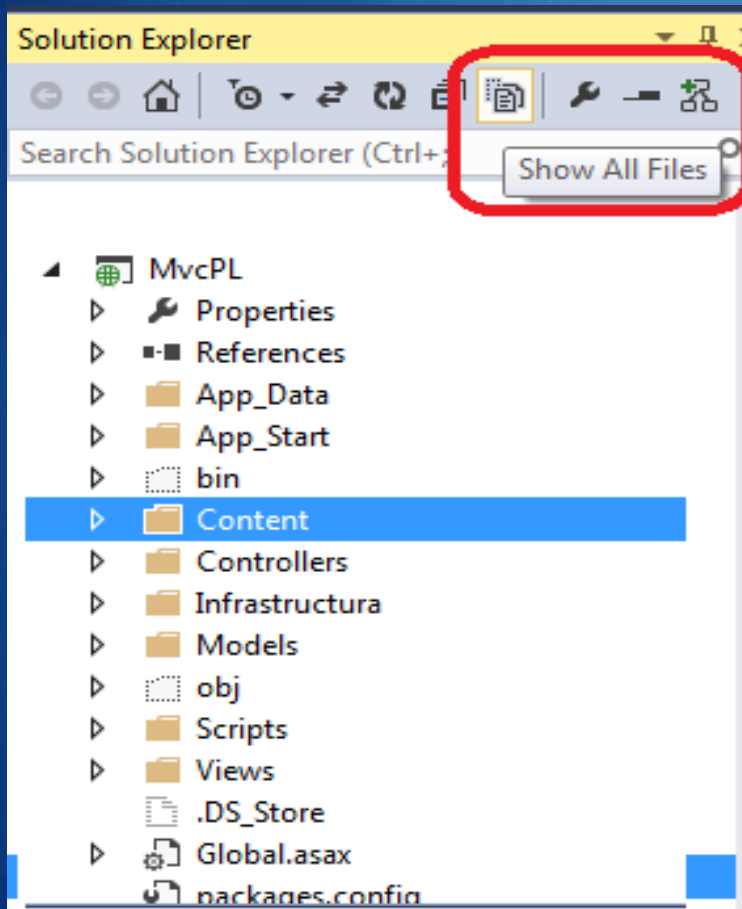 Solution Explorer
Search Solution Explorer (Ctrl+;
Show All Files
MvcPL
Properties
References
App_Data
App_Start
bin
Content
Controllers
Infrastructura
Models
obj
Scripts
Views
.DS_Store
Global.asax
packages.config